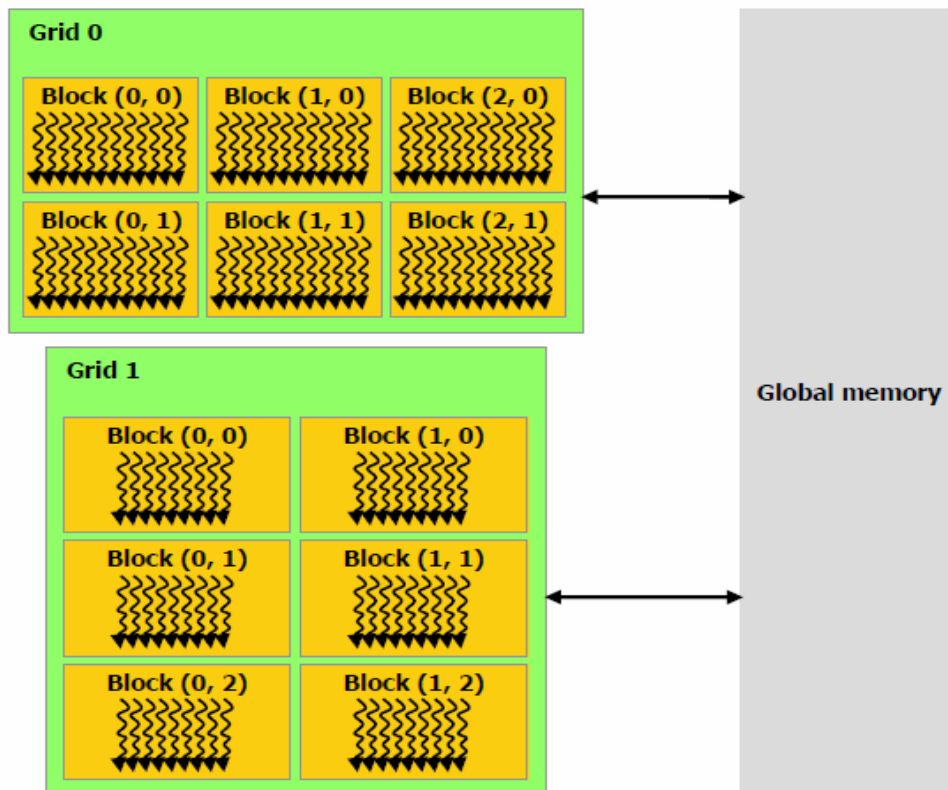 Grid 0
Block (0, 0) Block (1, 0) Block (2, 0)
Block (0, 1) Block (1, 1) Block (2, 1)
Grid 1
Block (0, 0) Block (1, 0)
Block (0, 1) Block (1, 1)
Block (0, 2) Block (1, 2)
Global memory